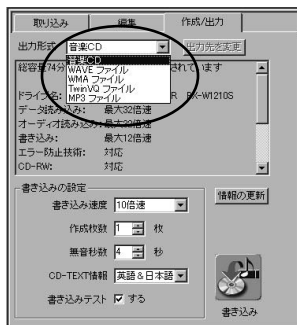 取り込み 編集 作成/出力
出力形式 音楽CD 出力先を変更
音楽CD
WAVE ファイル
WMA ファイル
TwinVQ ファイル
MP3 ファイル
総容量74分 されています
ドライブ名: R RX-W1210S
データ読み込み: 最大32倍速
オーディオ読み込み: 最大32倍速
書き込み: 最大12倍速
エラー防止技術: 対応
CD-RW: 対応
書き込みの設定
情報の更新
書き込み速度 10倍速
作成枚数 1 枚
無音秒数 4 秒
CD-TEXT情報 英語&日本語
書き込みテスト する
書き込み